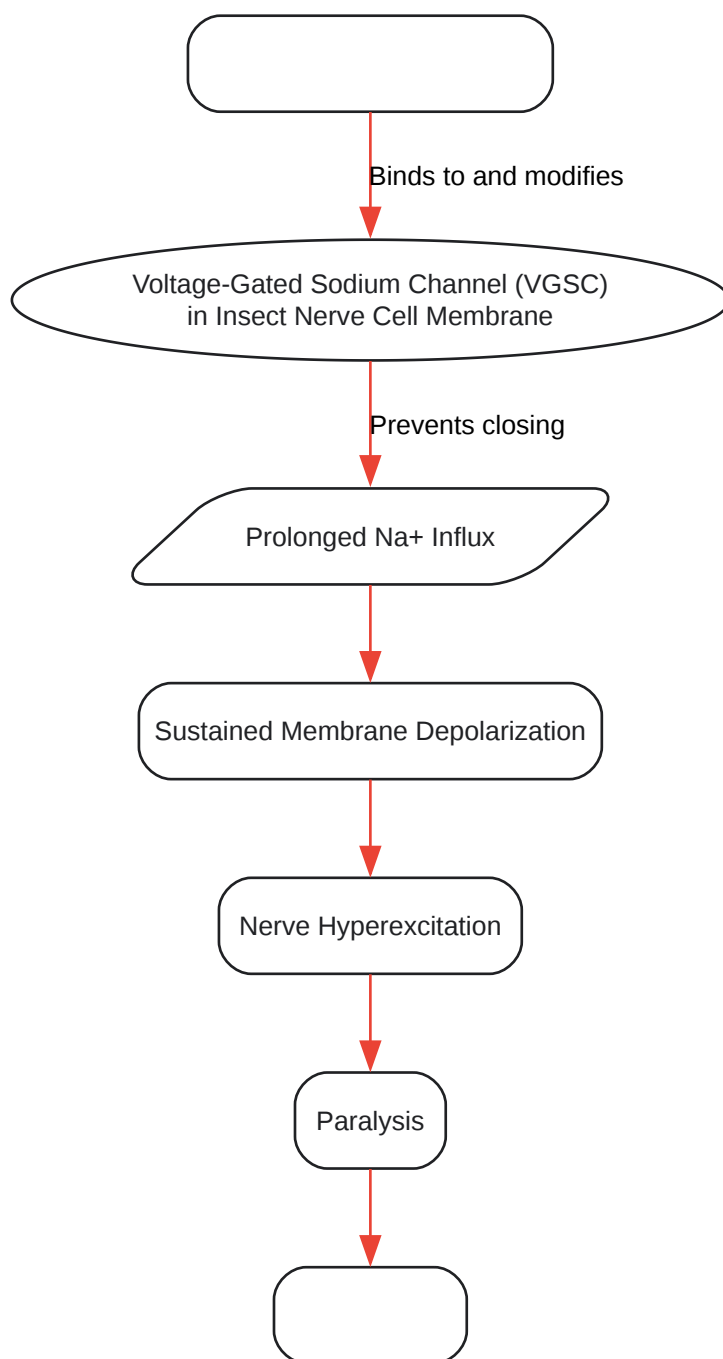 Binds to and modifies
Voltage-Gated Sodium Channel (VGSC)
in Insect Nerve Cell Membrane
Prevents closing
Prolonged Na+ Influx
Sustained Membrane Depolarization
Nerve Hyperexcitation
Paralysis